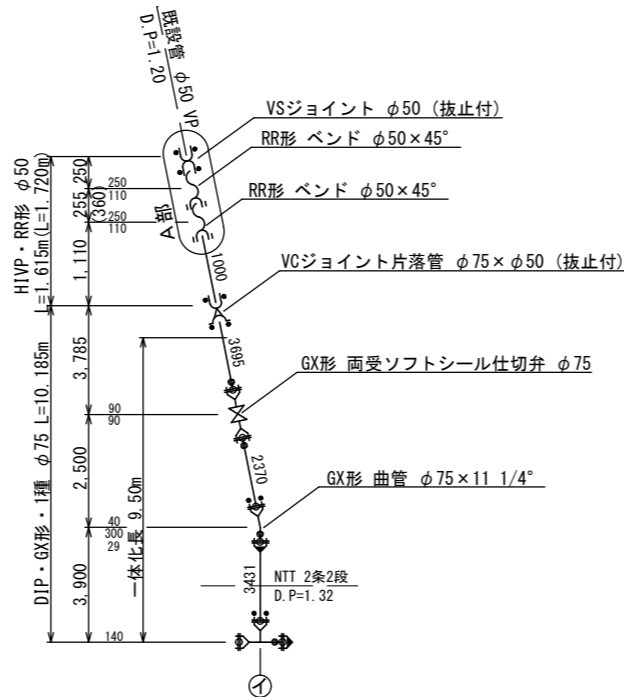 既設管 φ50 VP
D.P=1.20
VSジョイント φ50 (抜止付)
RR形 ベンド φ50×45°
RR形 ベンド φ50×45°
A部
1000
VCジョイント片落管 φ75×φ50 (抜止付)
3695
GX形 両受ソフトシール仕切弁 φ75
2370
GX形 曲管 φ75×11 1/4°
3431
NTT 2条2段
D.P=1.32
イ
HIVP・RR形 φ50
L=1.615m(L=1.720m)
250
255
(360)
1,110
250
110
250
110
DIP・GX形・1種 φ75 L=10.185m
3,785
90
90
2,500
40
300
29
3,900
140
一体化長 9.50m